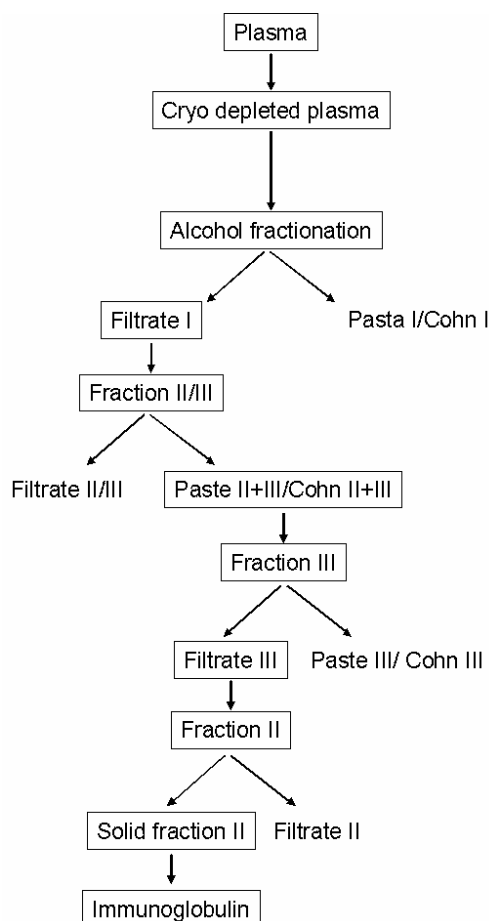 Plasma
Cryo depleted plasma
Alcohol fractionation
Filtrate I
Pasta I/Cohn I
Fraction II/III
Filtrate II/III
Paste II+III/Cohn II+III
Fraction III
Filtrate III
Paste III/ Cohn III
Fraction II
Solid fraction II
Filtrate II
Immunoglobulin